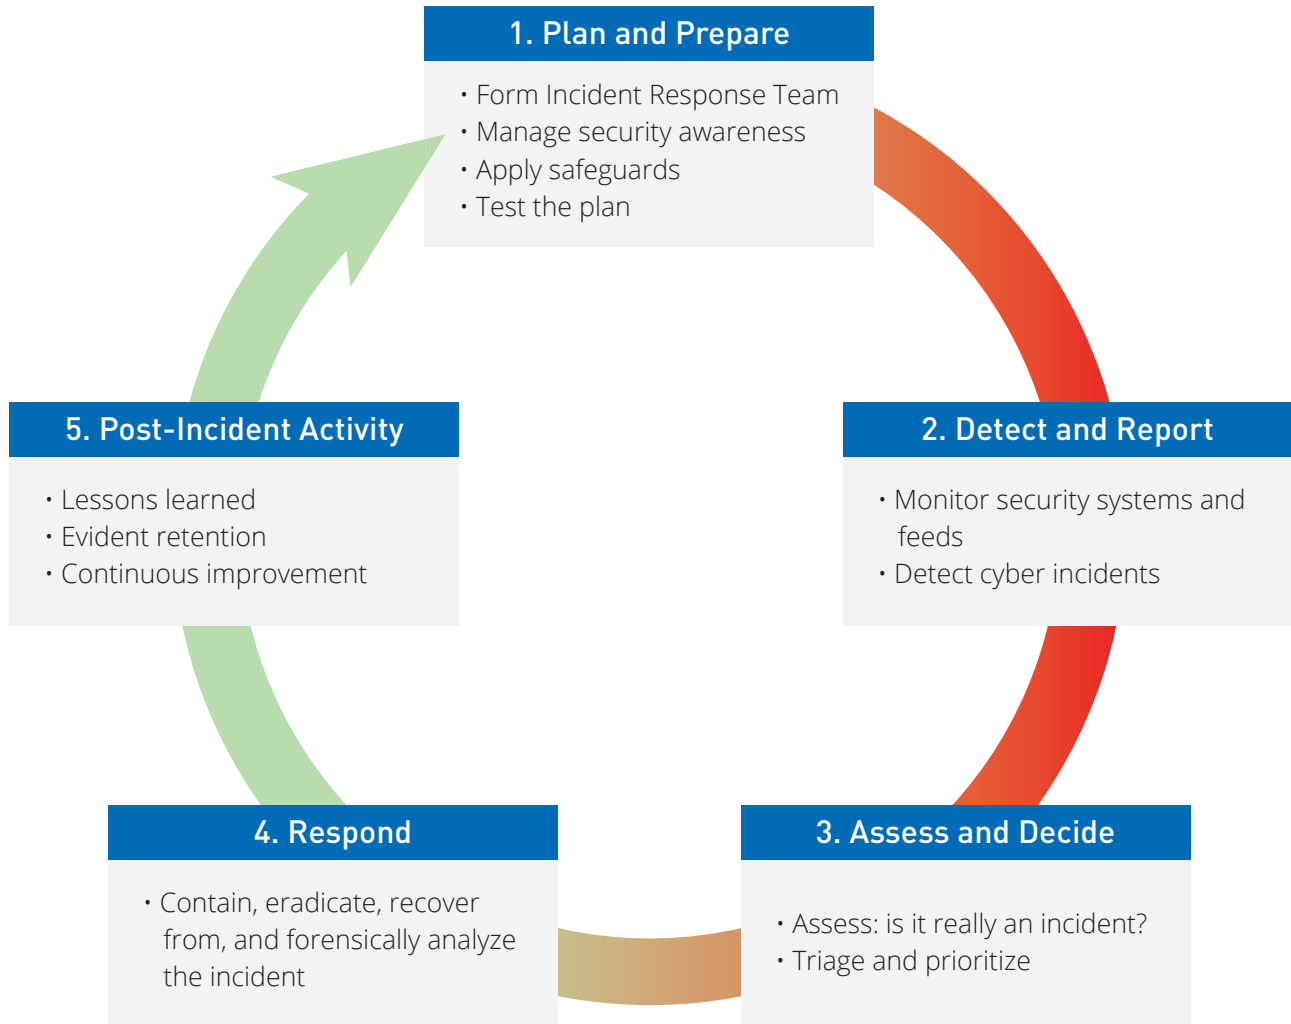 1. Plan and Prepare
• Form Incident Response Team
• Manage security awareness
• Apply safeguards
• Test the plan
2. Detect and Report
• Monitor security systems and
feeds
• Detect cyber incidents
3. Assess and Decide
• Assess: is it really an incident?
• Triage and prioritize
4. Respond
• Contain, eradicate, recover
from, and forensically analyze
the incident
5. Post-Incident Activity
• Lessons learned
• Evident retention
• Continuous improvement